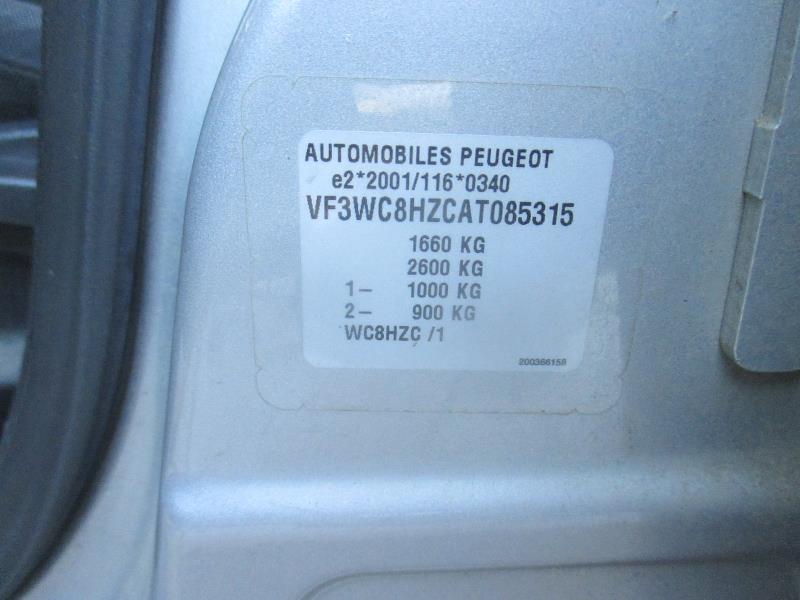 AUTOMOBILES PEUGEOT
e2*2001/116*0340
VF3WC8HZCAT085315
1660 KG
2600 KG
1- 1000 KG
2- 900 KG
WC8HZC /1
200366158